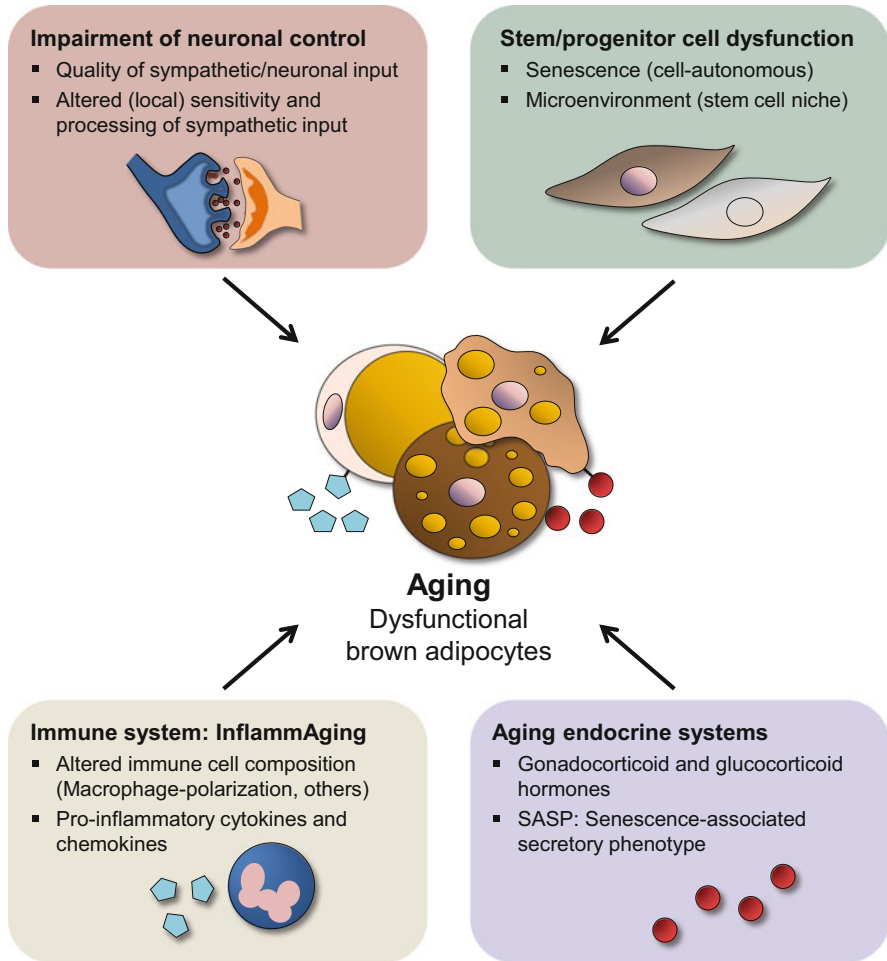 Impairment of neuronal control
▪ Quality of sympathetic/neuronal input
▪ Altered (local) sensitivity and
processing of sympathetic input
Stem/progenitor cell dysfunction
▪ Senescence (cell-autonomous)
▪ Microenvironment (stem cell niche)
Aging
Dysfunctional
brown adipocytes
Immune system: InflammAging
▪ Altered immune cell composition
(Macrophage-polarization, others)
▪ Pro-inflammatory cytokines and
chemokines
Aging endocrine systems
▪ Gonadocorticoid and glucocorticoid
hormones
▪ SASP: Senescence-associated
secretory phenotype